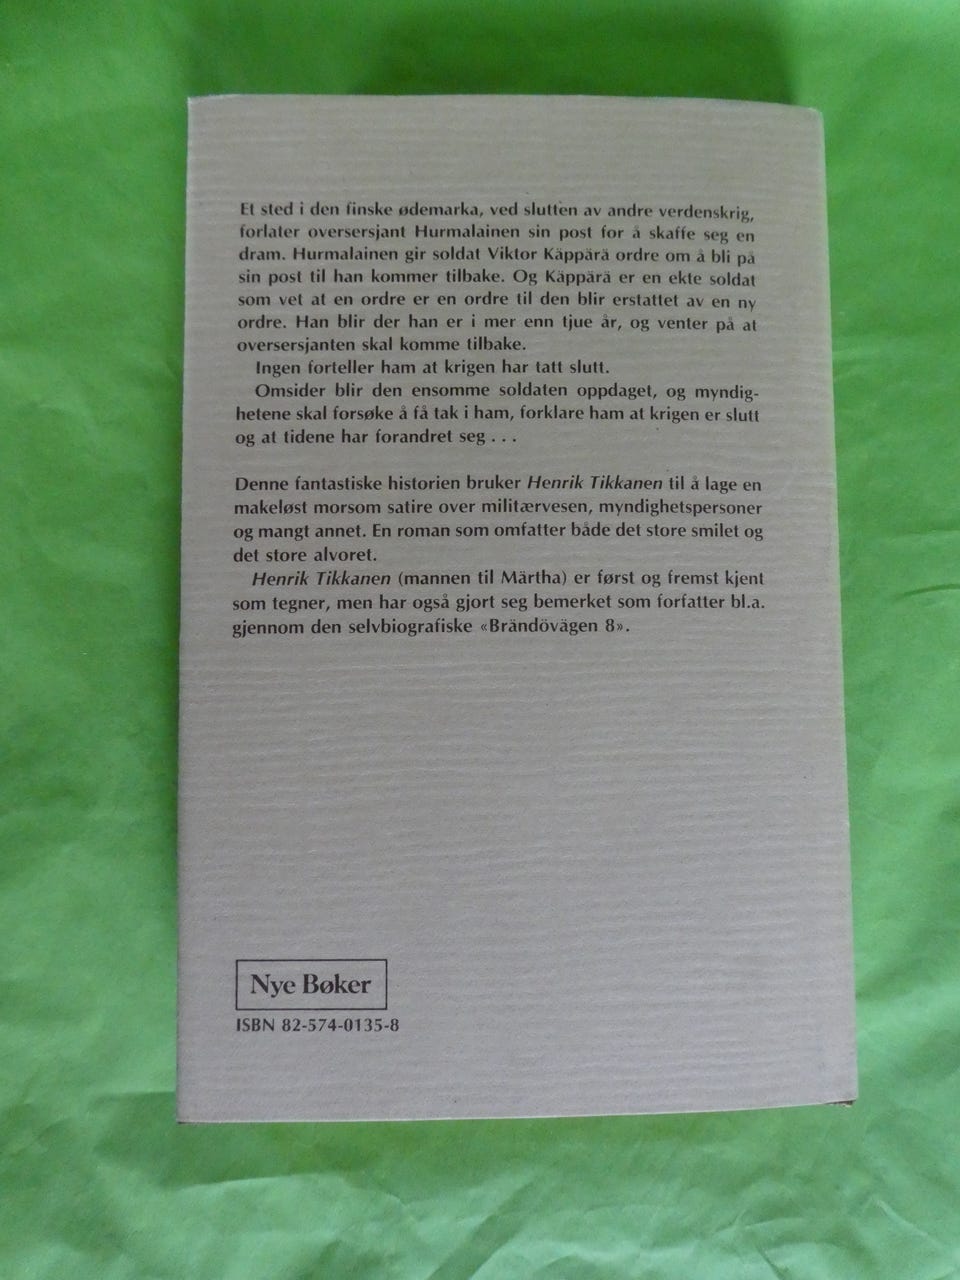 Et sted i den finske ødemarka, ved slutten av andre verdenskrig,
forlater oversersjant Hurmalainen sin post for å skaffe seg en
dram. Hurmalainen gir soldat Viktor Käppärä ordre om å bli på
sin post til han kommer tilbake. Og Käppärä er en ekte soldat
som vet at en ordre er en ordre til den blir erstattet av en ny
ordre. Han blir der han er i mer enn tjue år, og venter på at
oversersjanten skal komme tilbake.
Ingen forteller ham at krigen har tatt slutt.
Omsider blir den ensomme soldaten oppdaget, og myndig-
hetene skal forsøke å få tak i ham, forklare ham at krigen er slutt
og at tidene har forandret seg . . .
Denne fantastiske historien bruker Henrik Tikkanen til å lage en
makeløst morsom satire over militærvesen, myndighetspersoner
og mangt annet. En roman som omfatter både det store smilet og
det store alvoret.
Henrik Tikkanen (mannen til Märtha) er først og fremst kjent
som tegner, men har også gjort seg bemerket som forfatter bl.a.
gjennom den selvbiografiske «Brändövägen 8».
Nye Bøker
ISBN 82-574-0135-8